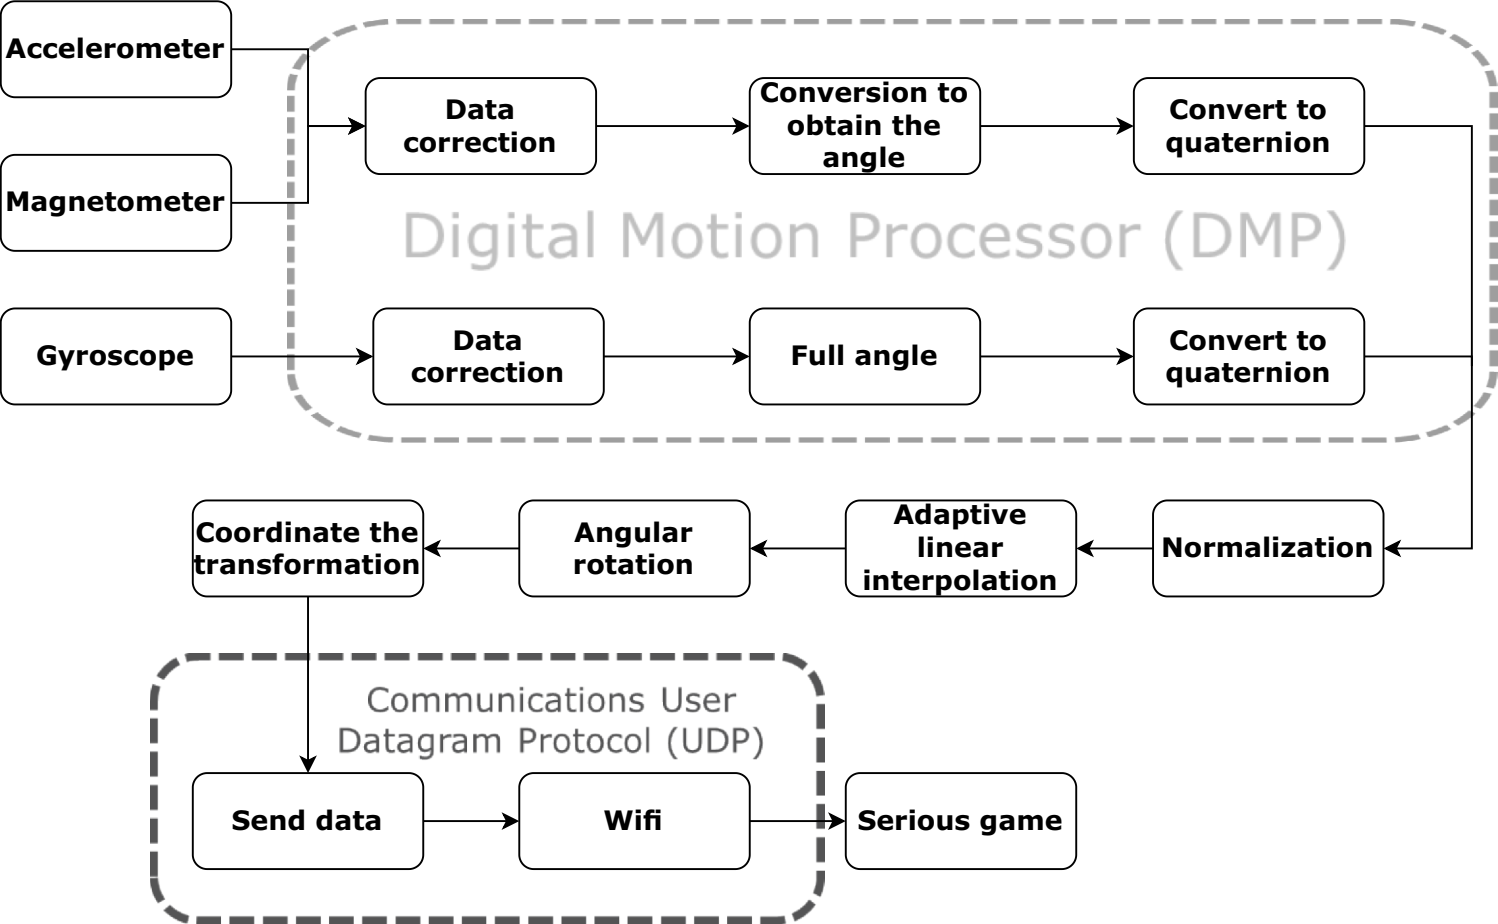 Accelerometer
Data
correction
Conversion to
obtain the
angle
Convert to
quaternion
Magnetometer
Digital Motion Processor (DMP)
Gyroscope
Data
correction
Full angle
Convert to
quaternion
Coordinate the
transformation
Angular
rotation
Adaptive
linear
interpolation
Normalization
Communications User
Datagram Protocol (UDP)
Send data
Wifi
Serious game